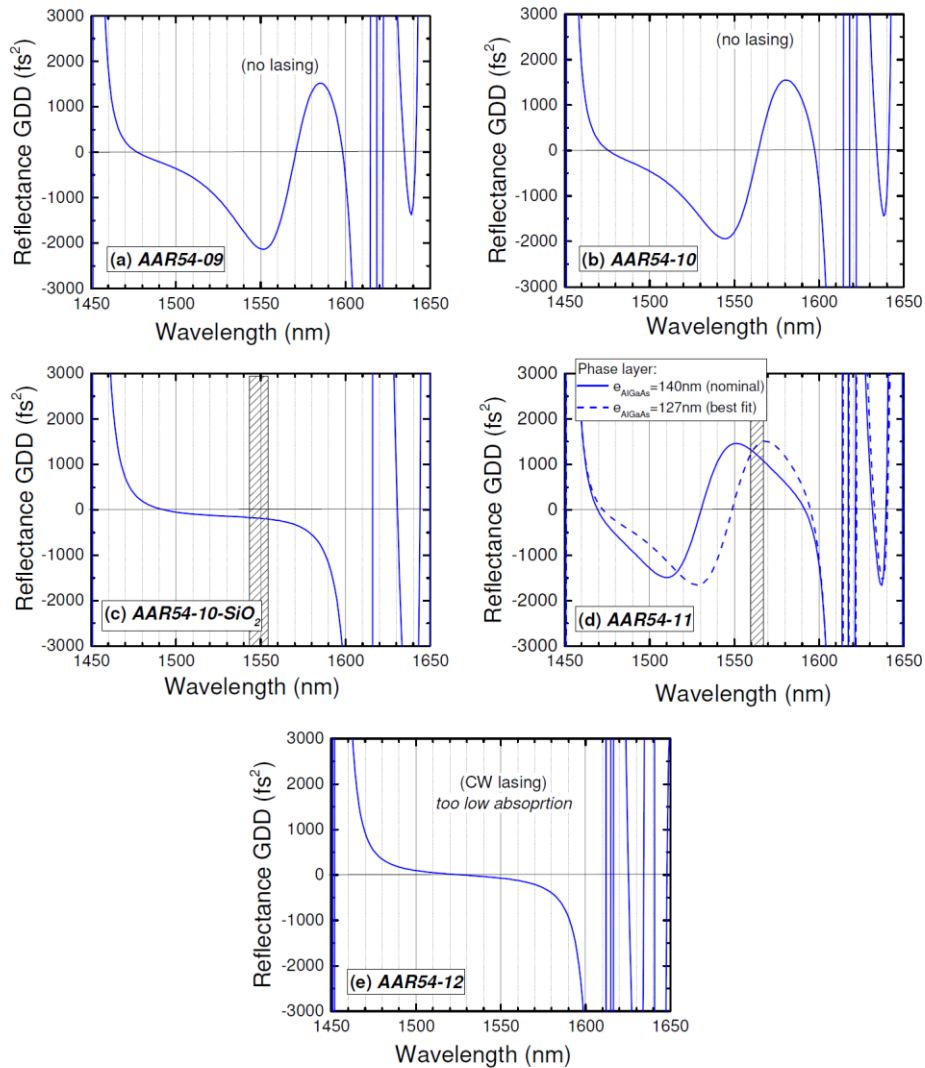 3000
2000
1000
0
-1000
-2000
-3000
Reflectance GDD (fs²)
(no lasing)
(a) AAR54-09
1450 1500 1550 1600 1650
Wavelength (nm)
3000
2000
1000
0
-1000
-2000
-3000
Reflectance GDD (fs²)
(no lasing)
(b) AAR54-10
1450 1500 1550 1600 1650
Wavelength (nm)
3000
2000
1000
0
-1000
-2000
-3000
Reflectance GDD (fs²)
(c) AAR54-10-SiO₂
1450 1500 1550 1600 1650
Wavelength (nm)
3000
2000
1000
0
-1000
-2000
-3000
Reflectance GDD (fs²)
Phase layer:
e_AlGaAs=140nm (nominal)
e_AlGaAs=127nm (best fit)
(d) AAR54-11
1450 1500 1550 1600 1650
Wavelength (nm)
3000
2000
1000
0
-1000
-2000
-3000
Reflectance GDD (fs²)
(CW lasing)
too low absoprtion
(e) AAR54-12
1450 1500 1550 1600 1650
Wavelength (nm)